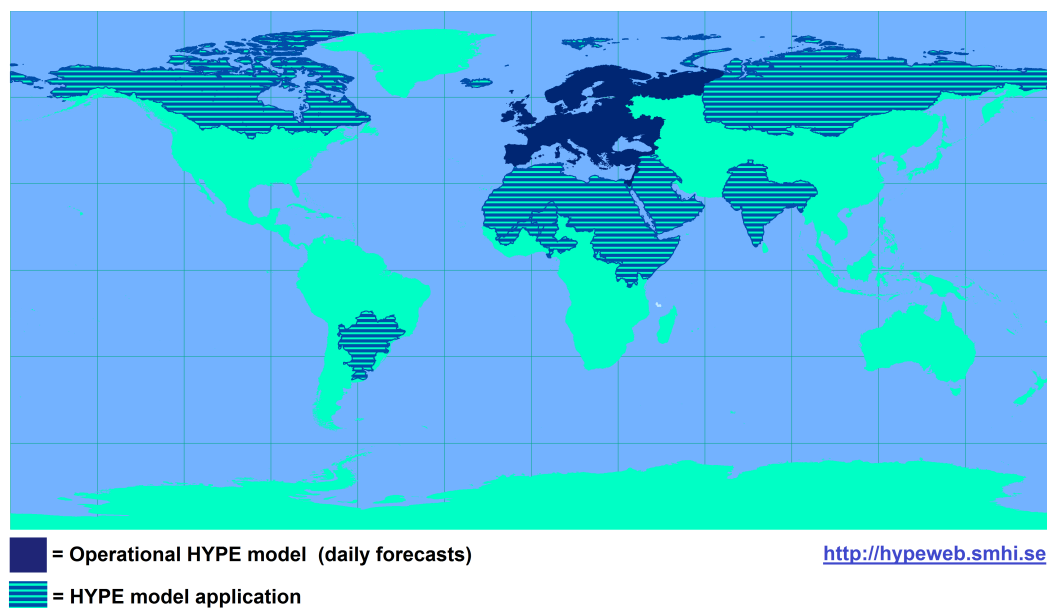 = Operational HYPE model (daily forecasts)
http://hypeweb.smhi.se
= HYPE model application